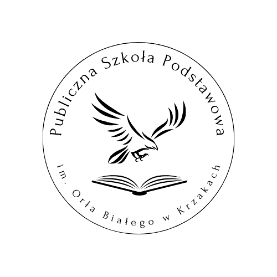 Publiczna Szkoła Podstawowa
im. Orła Białego w Krzakach